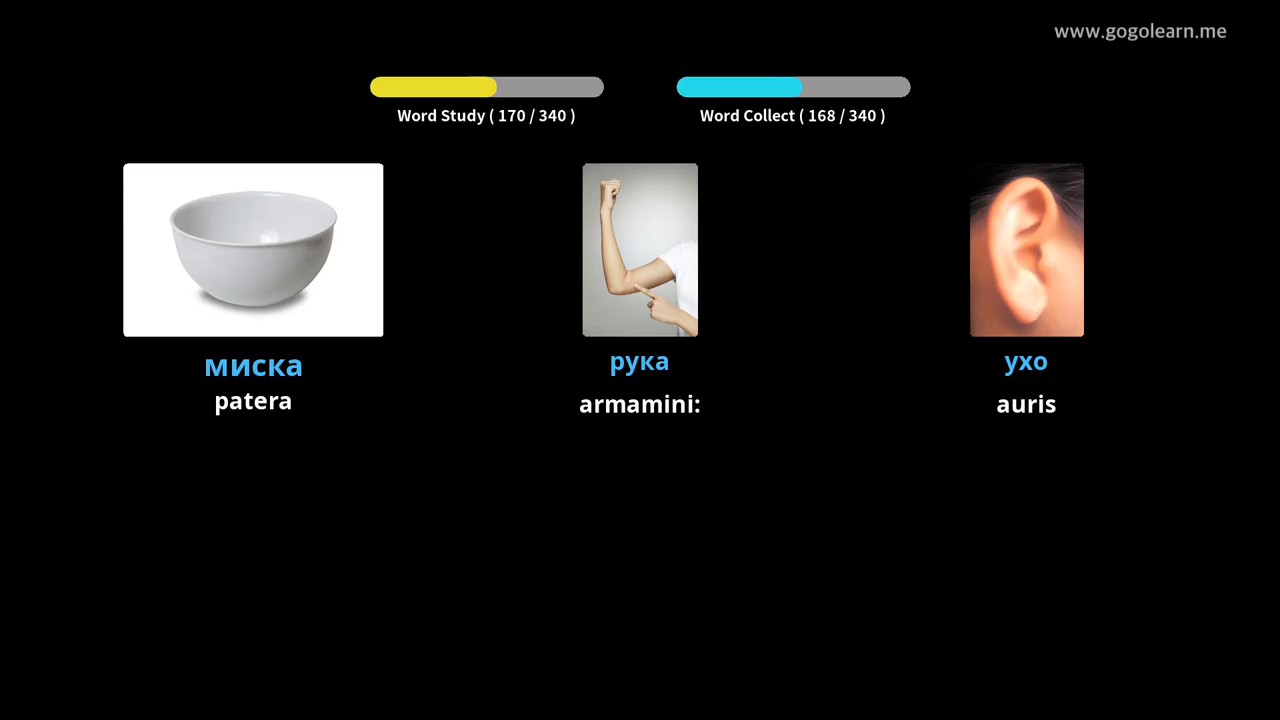 www.gogolearn.me
Word Study ( 170 / 340 )
Word Collect ( 168 / 340 )
миска
patera
рука
armamini:
ухо
auris